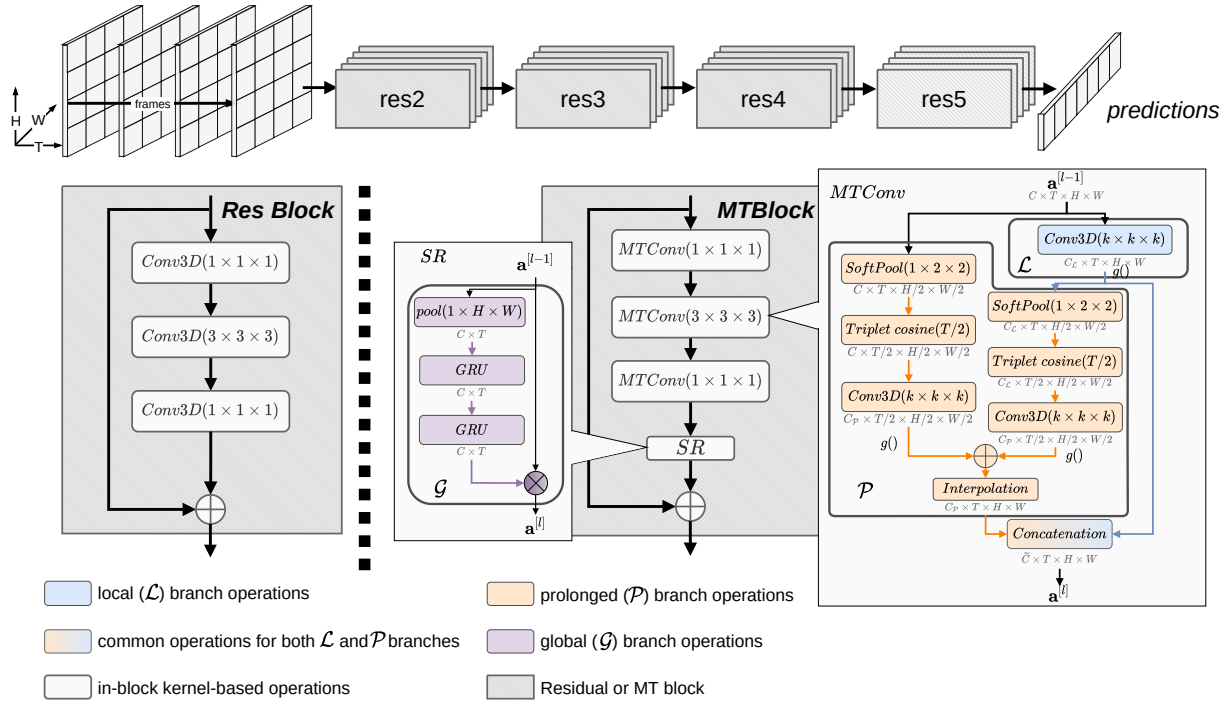 H
W
T
frames
res2
res3
res4
res5
predictions
Res Block
Conv3D(1 × 1 × 1)
Conv3D(3 × 3 × 3)
Conv3D(1 × 1 × 1)
SR
a^[l−1]
pool(1 × H × W)
C × T
GRU
C × T
GRU
C × T
𝒢
a^[l]
MTBlock
MTConv(1 × 1 × 1)
MTConv(3 × 3 × 3)
MTConv(1 × 1 × 1)
SR
MTConv
a^[l−1]
C × T × H × W
Conv3D(k × k × k)
ℒ
C_ℒ × T × H × W
g()
SoftPool(1 × 2 × 2)
C × T × H/2 × W/2
Triplet cosine(T/2)
C × T/2 × H/2 × W/2
Conv3D(k × k × k)
C_𝒫 × T/2 × H/2 × W/2
g()
SoftPool(1 × 2 × 2)
C_ℒ × T × H/2 × W/2
Triplet cosine(T/2)
C_ℒ × T/2 × H/2 × W/2
Conv3D(k × k × k)
C_𝒫 × T/2 × H/2 × W/2
g()
𝒫
Interpolation
C_𝒫 × T × H × W
Concatenation
C̃ × T × H × W
a^[l]
local (ℒ) branch operations
prolonged (𝒫) branch operations
common operations for both ℒ and 𝒫 branches
global (𝒢) branch operations
in-block kernel-based operations
Residual or MT block